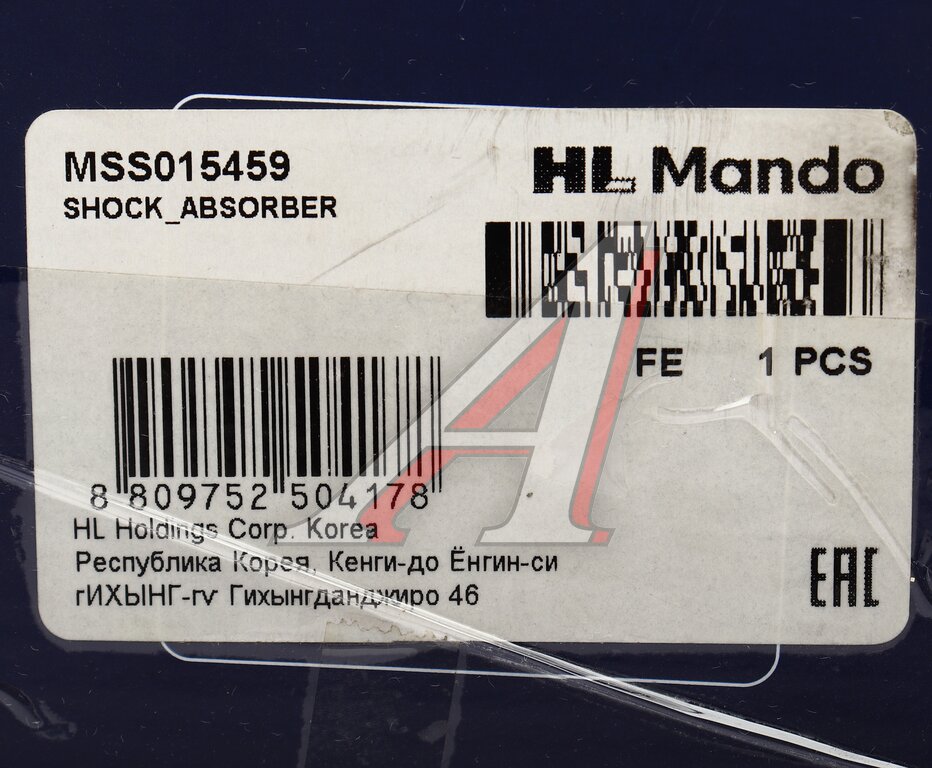 MSS015459
SHOCK_ABSORBER
HL Mando
FE 1 PCS
8 809752 504178
HL Holdings Corp. Korea
Республика Корея, Кенги-до Ёнгин-си
гИХЫНГ-гv Гихынгданджиро 46
EAC